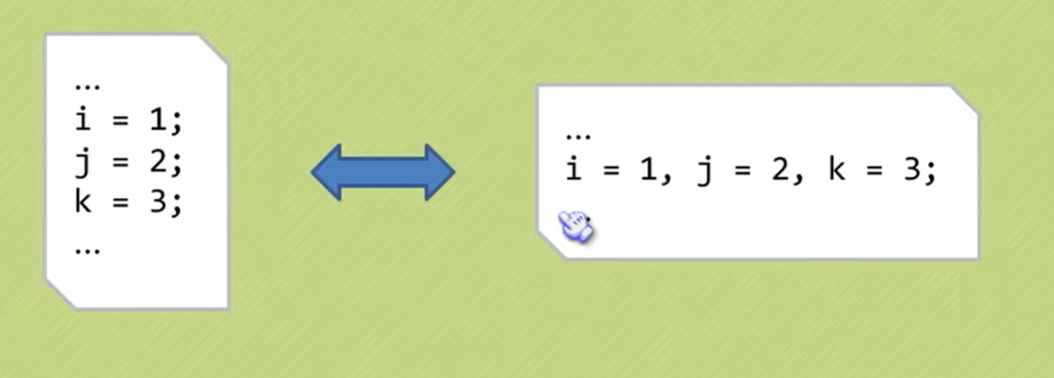 ...
i = 1;
j = 2;
k = 3;
...
...
i = 1, j = 2, k = 3;